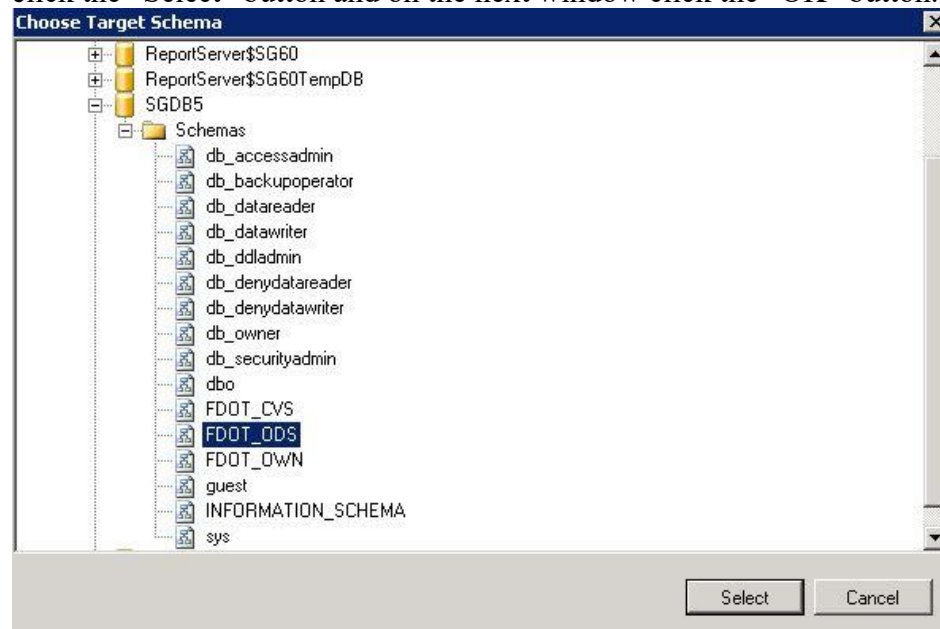 click the "Select" button and on the next window click the "OK" button.
Choose Target Schema
ReportServer$SG60
ReportServer$SG60TempDB
SGDB5
Schemas
db_accessadmin
db_backupoperator
db_datareader
db_datawriter
db_ddladmin
db_denydatareader
db_denydatawriter
db_owner
db_securityadmin
dbo
FDOT_CVS
FDOT_ODS
FDOT_OWN
guest
INFORMATION_SCHEMA
sys
Select Cancel